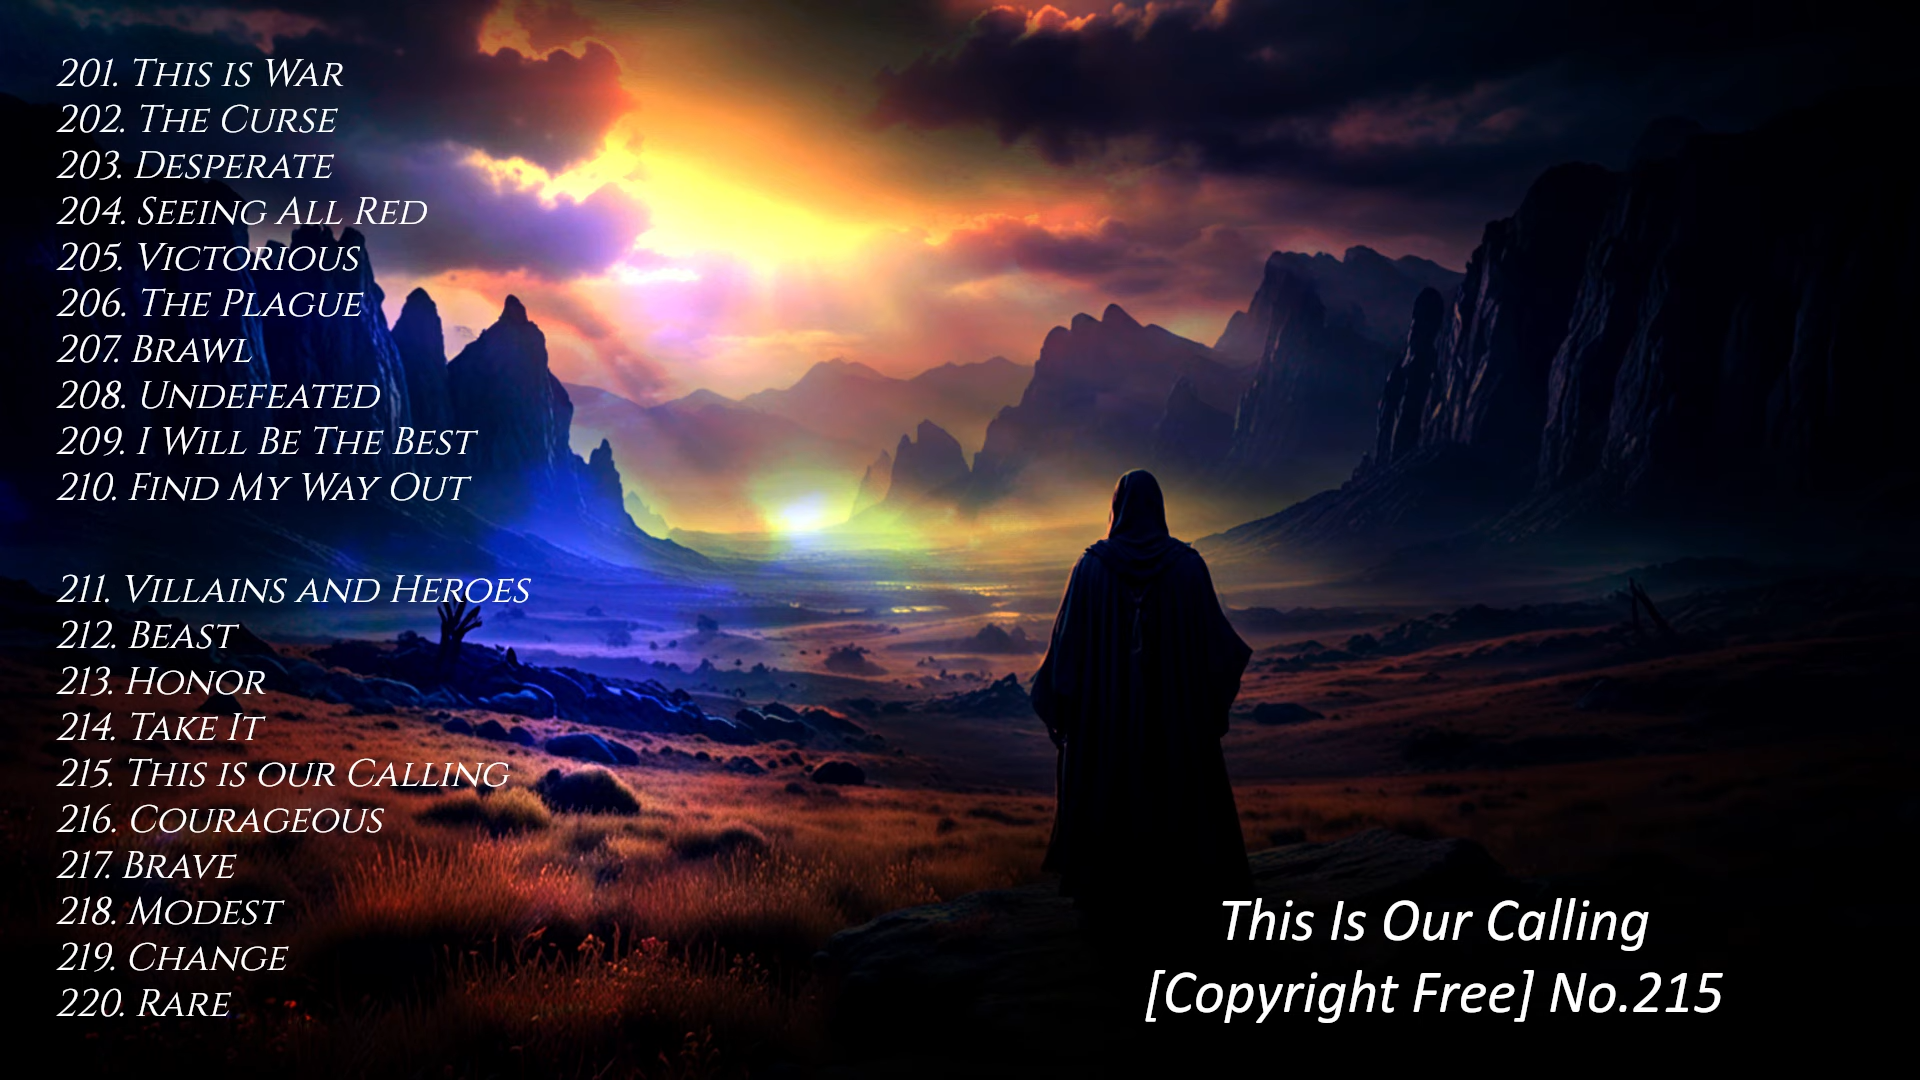 201. This is War
202. The Curse
203. Desperate
204. Seeing All Red
205. Victorious
206. The Plague
207. Brawl
208. Undefeated
209. I Will Be The Best
210. Find My Way Out
211. Villains and Heroes
212. Beast
213. Honor
214. Take It
215. This is our Calling
216. Courageous
217. Brave
218. Modest
219. Change
220. Rare
This Is Our Calling
[Copyright Free] No.215